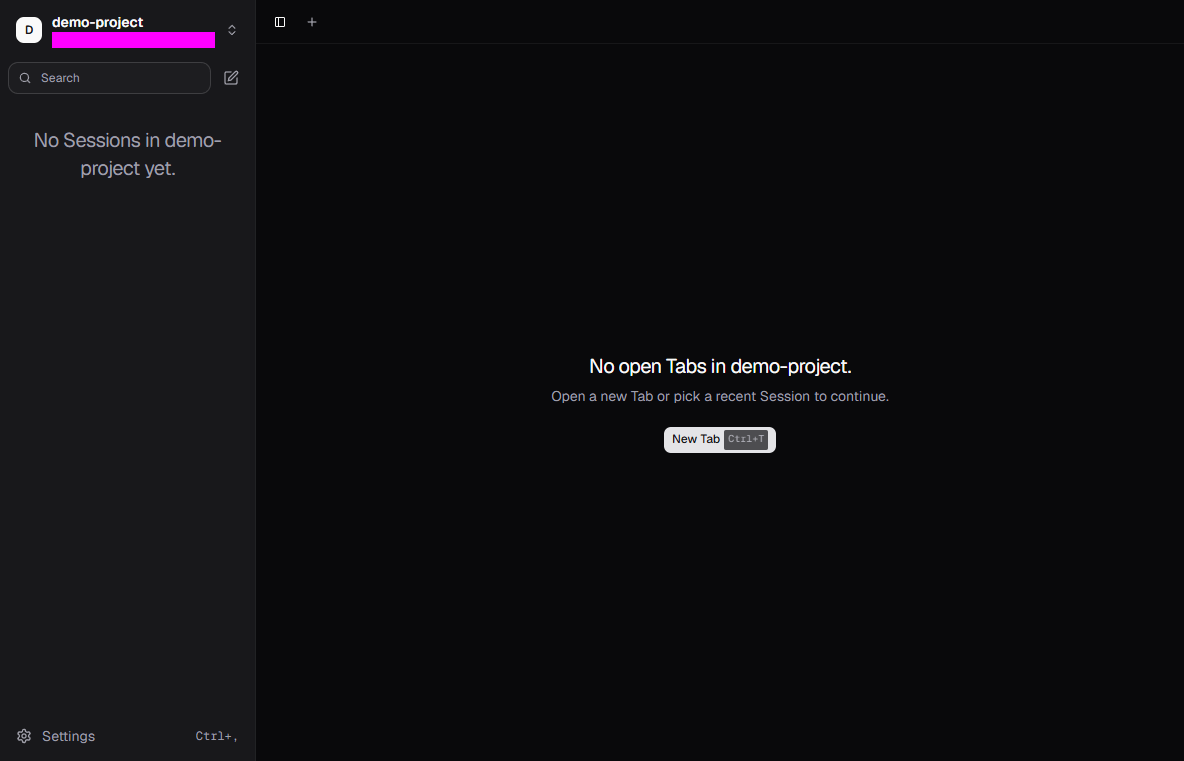 D
demo-project
Search
No Sessions in demo-
project yet.
No open Tabs in demo-project.
Open a new Tab or pick a recent Session to continue.
New Tab Ctrl+T
Settings Ctrl+,